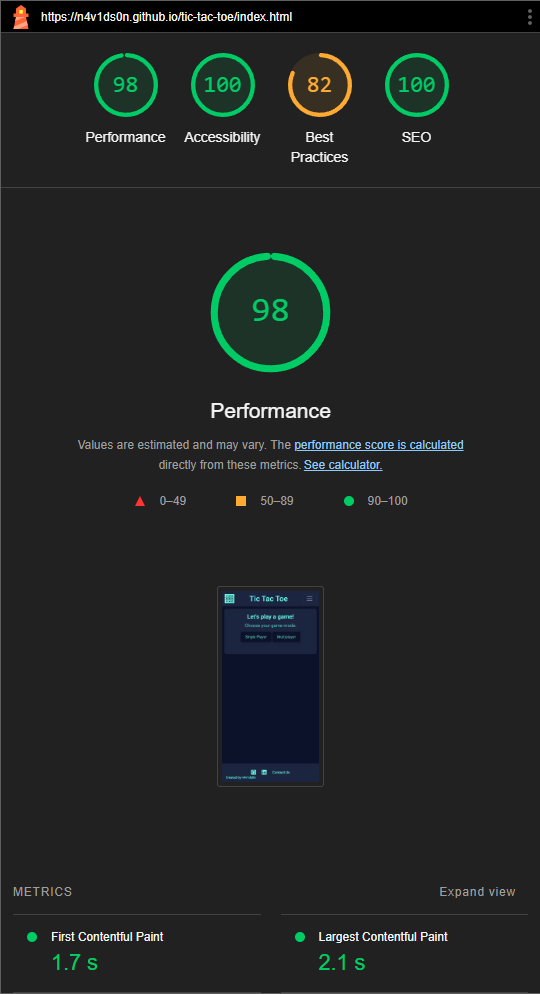 https://n4v1ds0n.github.io/tic-tac-toe/index.html
98 100 82 100
Performance Accessibility Best Practices SEO
98
Performance
Values are estimated and may vary. The performance score is calculated
directly from these metrics. See calculator.
0–49 50–89 90–100
Tic Tac Toe
Let's play a game!
Choose your game mode
Single Player Multiplayer
METRICS Expand view
First Contentful Paint Largest Contentful Paint
1.7 s 2.1 s